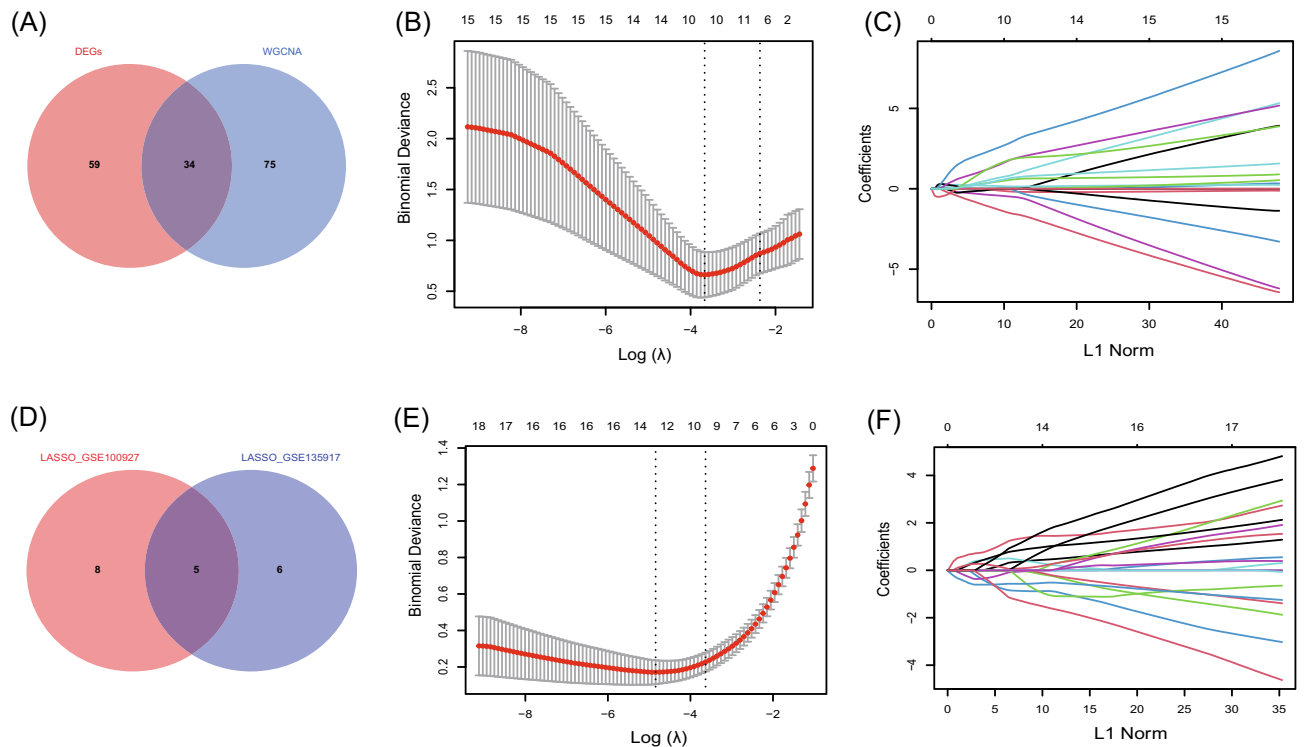 (A)
DEGs WGCNA
59 34 75
(B)
15 15 15 15 15 15 14 14 10 10 11 6 2
Binomial Deviance
2.5
2.0
1.5
1.0
0.5
−8 −6 −4 −2
Log (λ)
(C)
0 10 14 15 15
Coefficients
5
0
−5
0 10 20 30 40
L1 Norm
(D)
LASSO_GSE100927 LASSO_GSE135917
8 5 6
(E)
18 17 16 16 16 14 12 10 9 7 6 6 3 0
Binomial Deviance
1.4
1.2
1.0
0.8
0.6
0.4
0.2
−8 −6 −4 −2
Log (λ)
(F)
0 14 16 17
Coefficients
4
2
0
−2
−4
0 5 10 15 20 25 30 35
L1 Norm